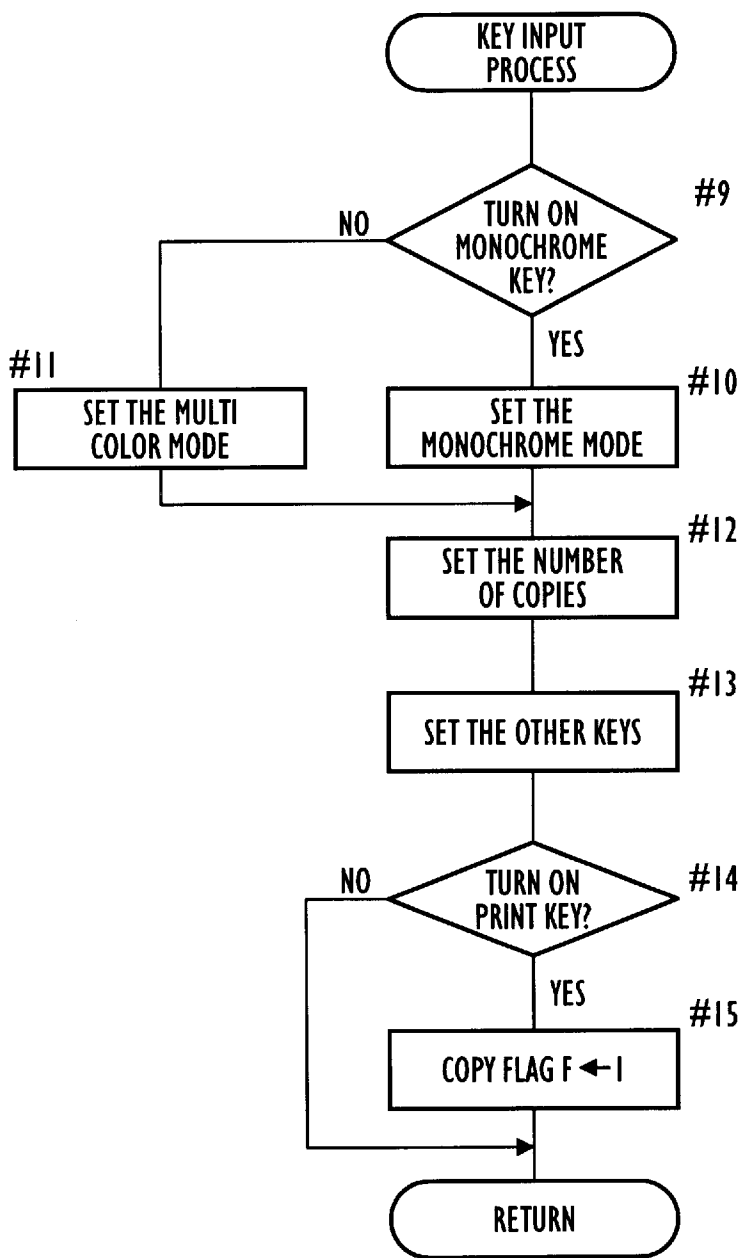 KEY INPUT
PROCESS
#9
TURN ON
MONOCHROME
KEY?
NO
YES
#11
SET THE MULTI
COLOR MODE
#10
SET THE
MONOCHROME MODE
#12
SET THE NUMBER
OF COPIES
#13
SET THE OTHER KEYS
#14
TURN ON
PRINT KEY?
NO
YES
#15
COPY FLAG F ← 1
RETURN